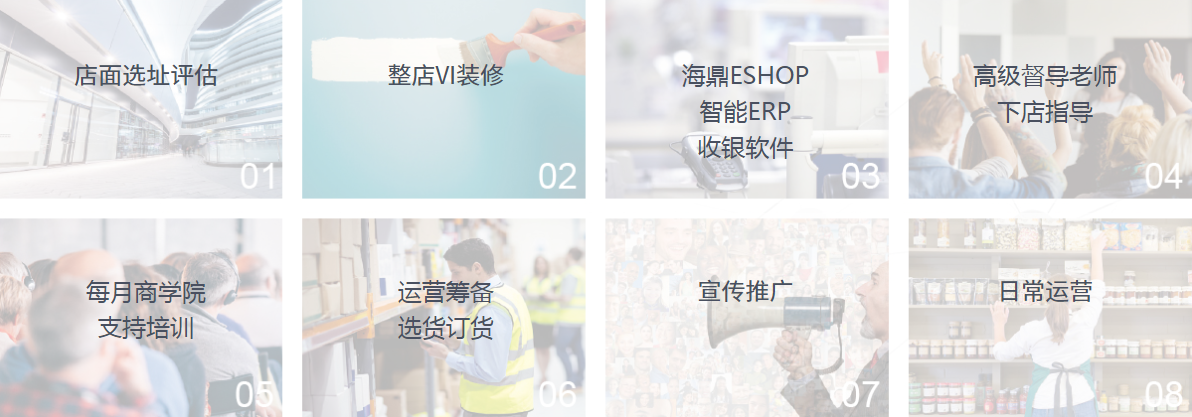 店面选址评估
01
整店VI装修
02
海鼎ESHOP
智能ERP
收银软件
03
高级督导老师
下店指导
04
每月商学院
支持培训
05
运营筹备
选货订货
06
宣传推广
07
日常运营
08